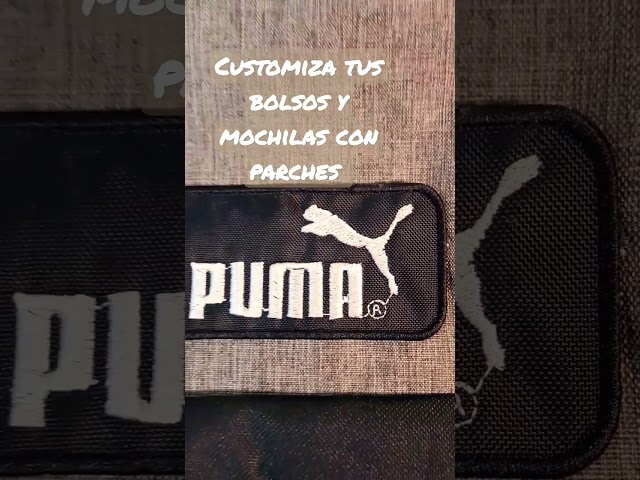 Customiza tus
bolsos y
mochilas con
parches
PUMA
®